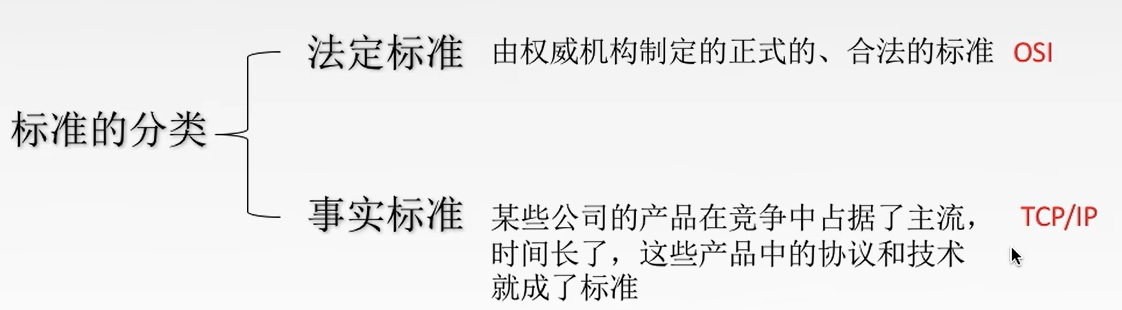 标准的分类
法定标准
由权威机构制定的正式的、合法的标准 OSI
事实标准
某些公司的产品在竞争中占据了主流， TCP/IP
时间长了，这些产品中的协议和技术
就成了标准